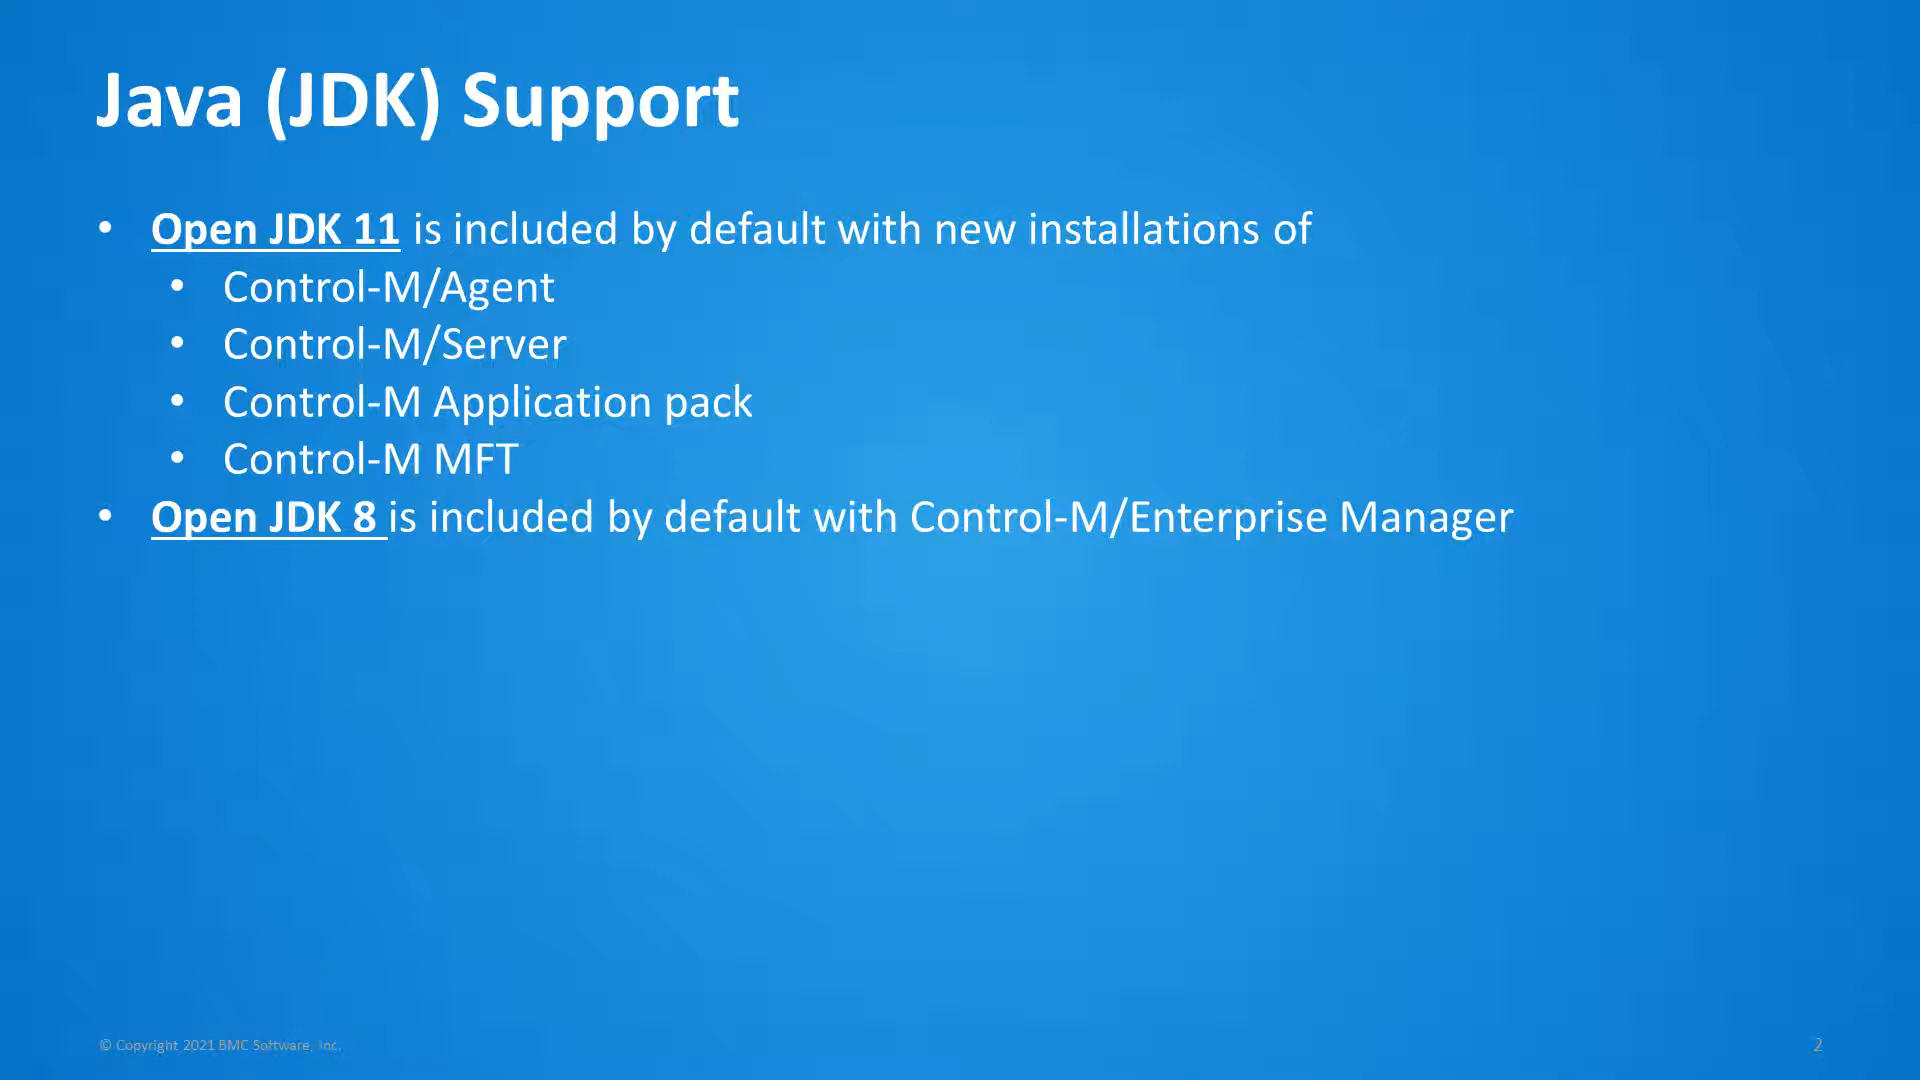 Java (JDK) Support
• Open JDK 11 is included by default with new installations of
• Control-M/Agent
• Control-M/Server
• Control-M Application pack
• Control-M MFT
• Open JDK 8 is included by default with Control-M/Enterprise Manager
© Copyright 2021 BMC Software, Inc.
2